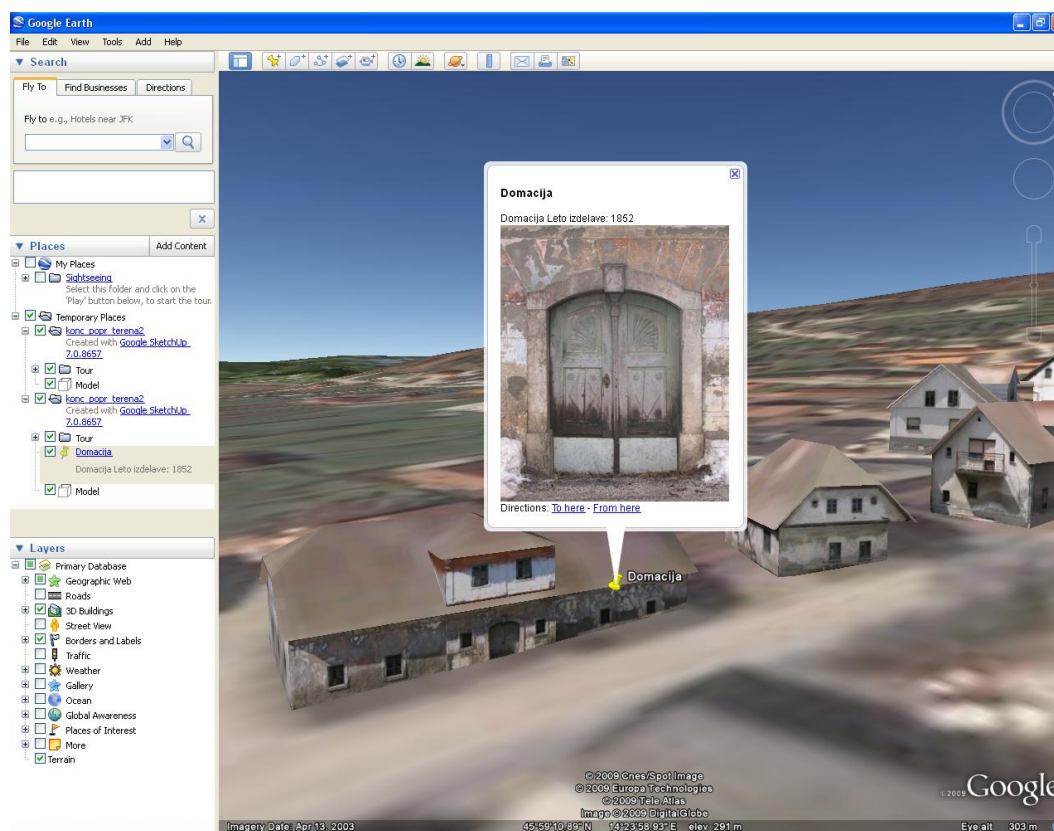 Google Earth
File Edit View Tools Add Help
Search
Fly To Find Businesses Directions
Fly to e.g., Hotels near JFK
Places Add Content
My Places
Sightseeing
Select this folder and click on the
'Play' button below, to start the tour.
Temporary Places
konc_popr_terena2
Created with Google SketchUp
7.0.8657
Tour
Model
konc_popr_terena2
Created with Google SketchUp
7.0.8657
Tour
Domacija
Domacija Leto izdelave: 1852
Model
Layers
Primary Database
Geographic Web
Roads
3D Buildings
Street View
Borders and Labels
Traffic
Weather
Gallery
Ocean
Global Awareness
Places of Interest
More
Terrain
Domacija
Domacija Leto izdelave: 1852
Directions: To here - From here
Domacija
© 2009 Cnes/Spot Image
© 2009 Europa Technologies
© 2009 Tele Atlas
Image © 2009 DigitalGlobe
© 2009 Google
Imagery Date: Apr 13, 2003 45°59'10.89" N 14°23'58.93" E elev 291 m Eye alt 303 m